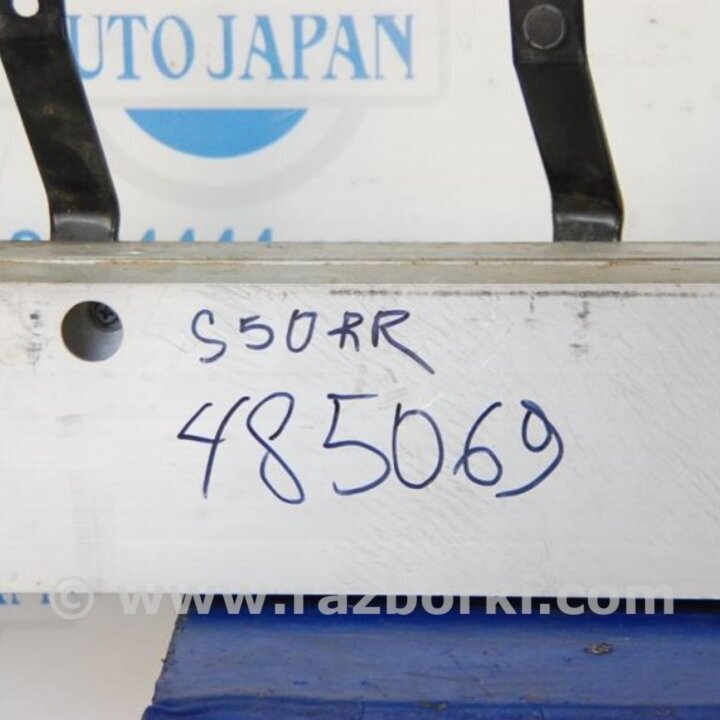 AUTO JAPAN
S50RR
485069
© www.razborki.com